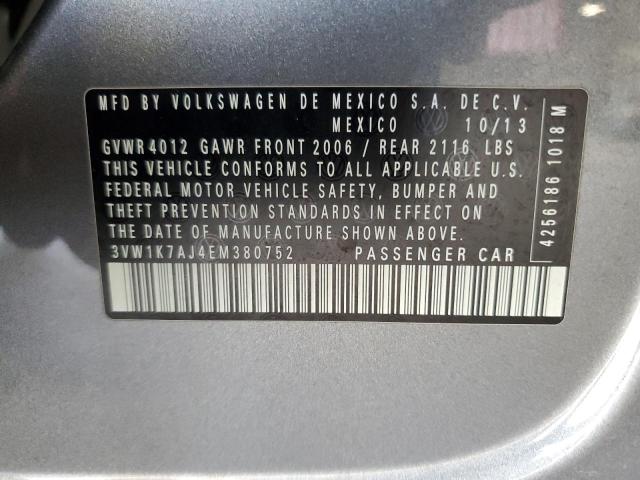 MFD BY VOLKSWAGEN DE MEXICO S.A. DE C.V.
MEXICO 10/13
GVWR 4012 GAWR FRONT 2006 / REAR 2116 LBS
THIS VEHICLE CONFORMS TO ALL APPLICABLE U.S.
FEDERAL MOTOR VEHICLE SAFETY, BUMPER AND
THEFT PREVENTION STANDARDS IN EFFECT ON
THE DATE OF MANUFACTURE SHOWN ABOVE.
3VW1K7AJ4EM380752 PASSENGER CAR
4256186 1018 M